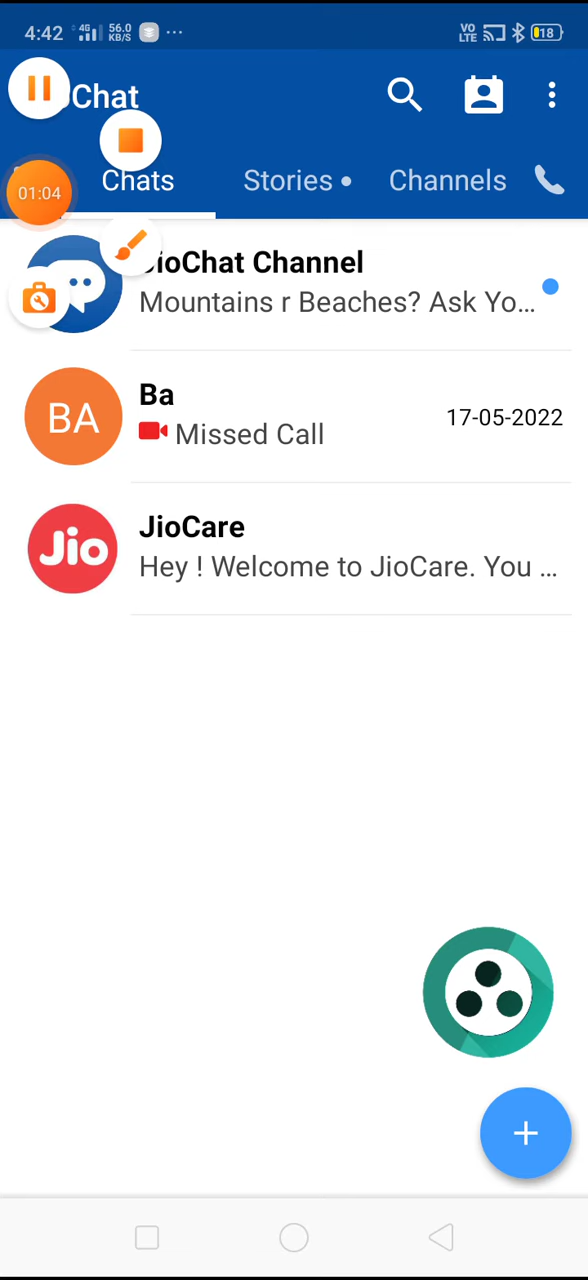 4:42 4G 56.0 KB/S VO LTE 18
Chat
01:04
Chats Stories Channels
JioChat Channel
Mountains r Beaches? Ask Yo...
BA
Ba
17-05-2022
Missed Call
Jio
JioCare
Hey ! Welcome to JioCare. You ...